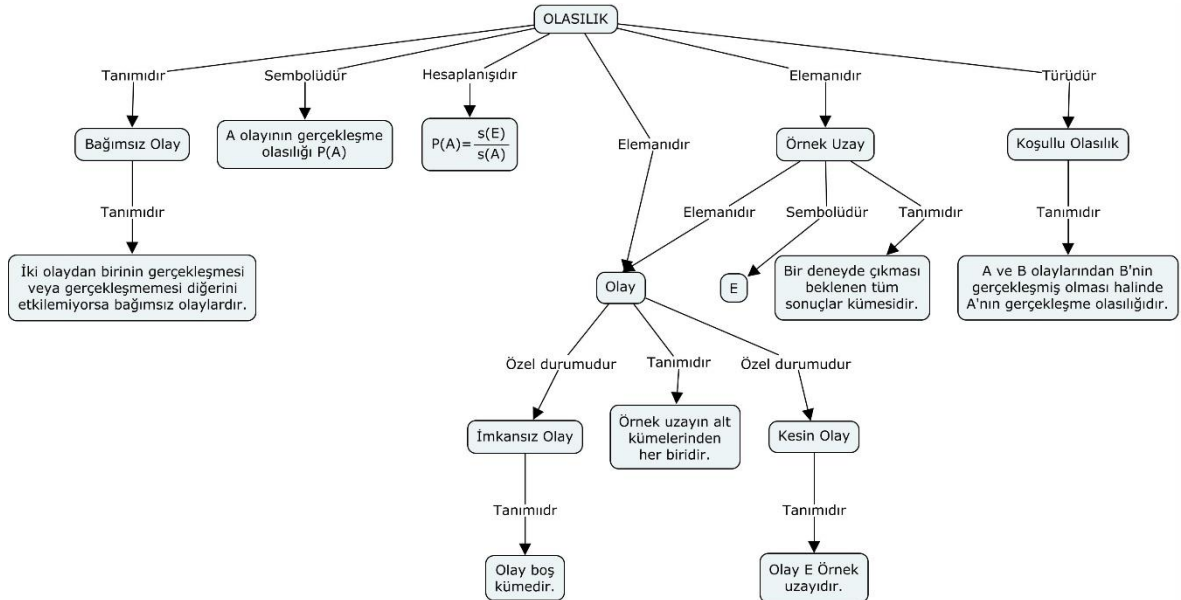 OLASILIK
Tanımıdır
Sembolüdür
Hesaplanışıdır
Elemanıdır
Türüdür
Bağımsız Olay
A olayının gerçekleşme
olasılığı P(A)
P(A)= s(E)/s(A)
Elemanıdır
Örnek Uzay
Koşullu Olasılık
Tanımıdır
Elemanıdır
Sembolüdür
Tanımıdır
Tanımıdır
İki olaydan birinin gerçekleşmesi
veya gerçekleşmemesi diğerini
etkilemiyorsa bağımsız olaylardır.
Olay
E
Bir deneyde çıkması
beklenen tüm
sonuçlar kümesidir.
A ve B olaylarından B'nin
gerçekleşmiş olması halinde
A'nın gerçekleşme olasılığıdır.
Özel durumudur
Tanımıdır
Özel durumudur
İmkansız Olay
Örnek uzayın alt
kümelerinden
her biridir.
Kesin Olay
Tanımııdr
Tanımıdır
Olay boş
kümedir.
Olay E Örnek
uzayıdır.